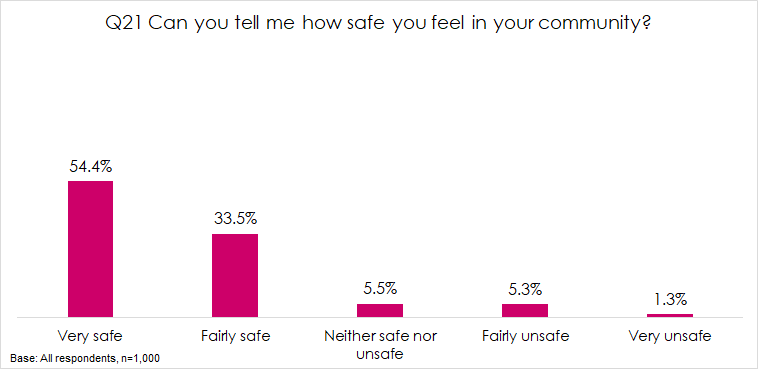 Q21 Can you tell me how safe you feel in your community?
54.4%
33.5%
5.5%
5.3%
1.3%
Very safe
Fairly safe
Neither safe nor
unsafe
Fairly unsafe
Very unsafe
Base: All respondents, n=1,000